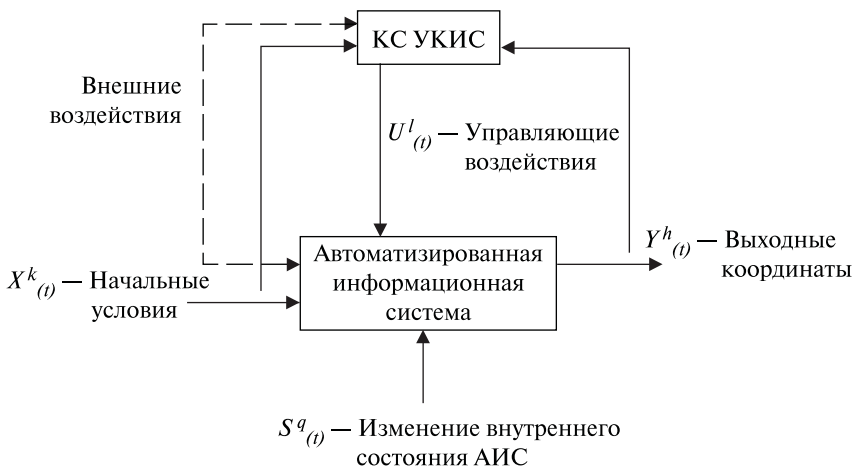 КС УКИС
Внешние
воздействия
U^l_(t) — Управляющие
воздействия
Y^h_(t) — Выходные
координаты
Автоматизированная
информационная
система
X^k_(t) — Начальные
условия
S^q_(t) — Изменение внутреннего
состояния АИС